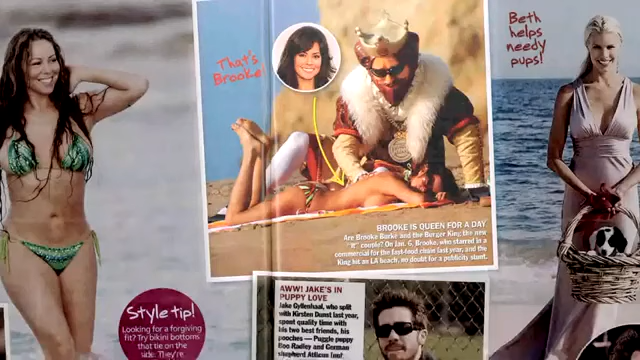 That's
Brooke!
Beth
helps
needy
pups!
BROOKE IS QUEEN FOR A DAY
Are Brooke Burke and the Burger King the new
"it" couple? On Jan. 6, Brooke, who starred in a
commercial for the fast-food chain last year, and the
King hit an LA beach, no doubt for a publicity stunt.
Style tip!
Looking for a forgiving
fit? Try bikini bottoms
that tie on the
side. They're
AWW! JAKE'S IN
PUPPY LOVE
Jake Gyllenhaal, who split
with Kirsten Dunst last year,
spent quality time with
his two best friends, his
pooches — Puggle puppy
Boo Radley and German
shepherd Atticus